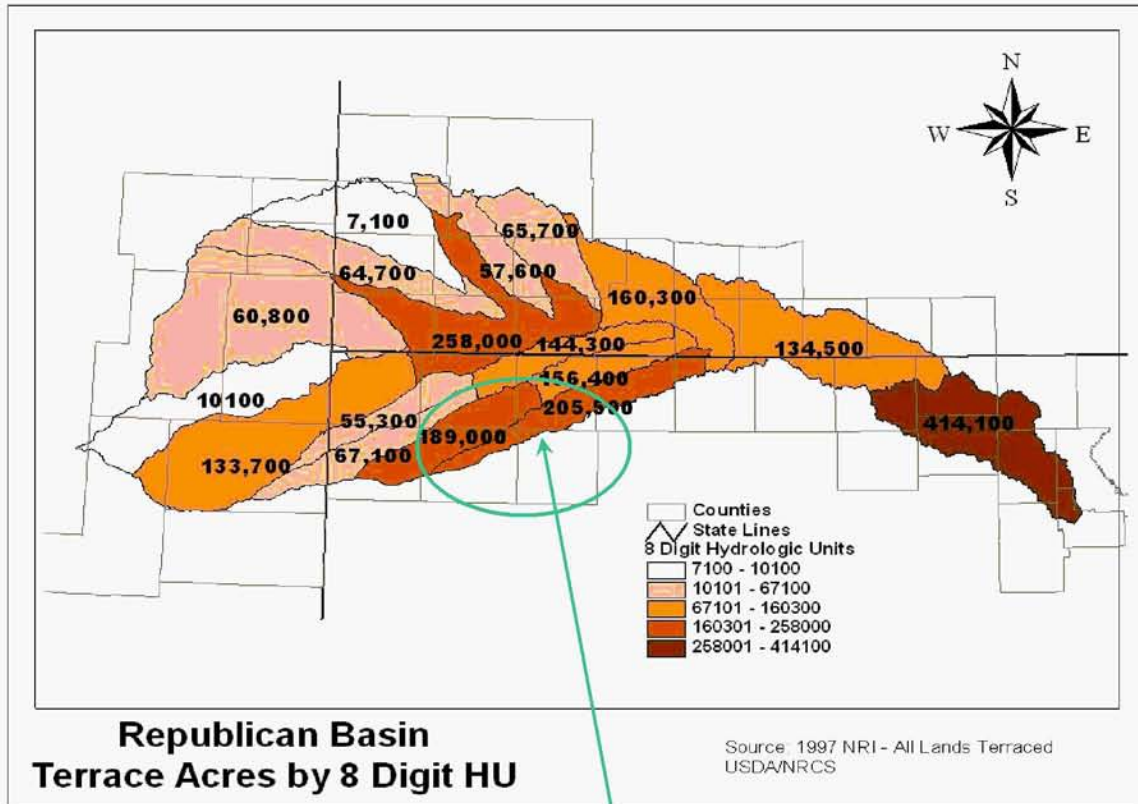 N
W E
S
7,100
65,700
64,700
57,600
60,800
160,300
258,000
144,300
134,500
10100
156,400
55,300
205,500
189,000
414,100
133,700
67,100
Counties
State Lines
8 Digit Hydrologic Units
7100 - 10100
10101 - 67100
67101 - 160300
160301 - 258000
258001 - 414100
Republican Basin
Terrace Acres by 8 Digit HU
Source: 1997 NRI - All Lands Terraced
USDA/NRCS